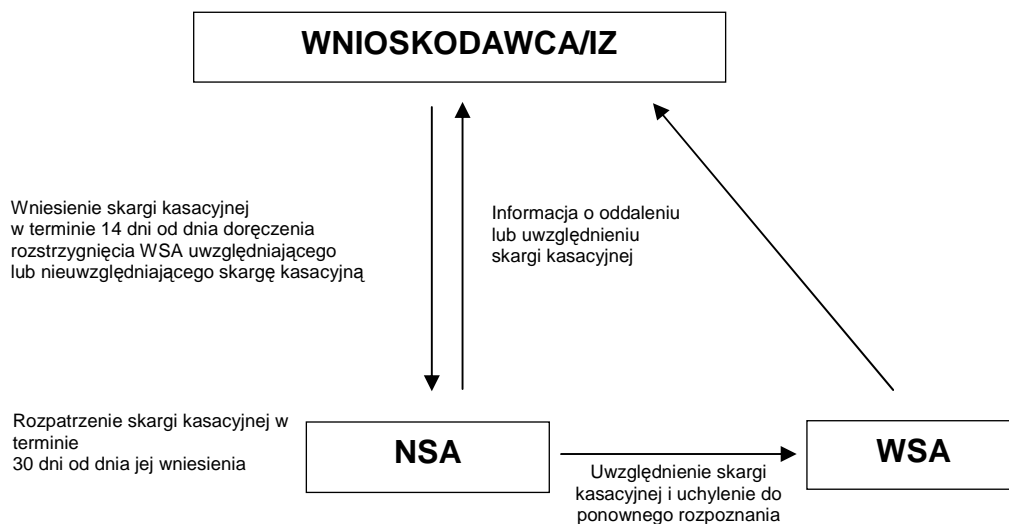 WNIOSKODAWCA/IZ
Wniesienie skargi kasacyjnej
w terminie 14 dni od dnia doręczenia
rozstrzygnięcia WSA uwzględniającego
lub nieuwzględniającego skargę kasacyjną
Informacja o oddaleniu
lub uwzględnieniu
skargi kasacyjnej
Rozpatrzenie skargi kasacyjnej w
terminie
30 dni od dnia jej wniesienia
NSA
Uwzględnienie skargi
kasacyjnej i uchylenie do
ponownego rozpoznania
WSA